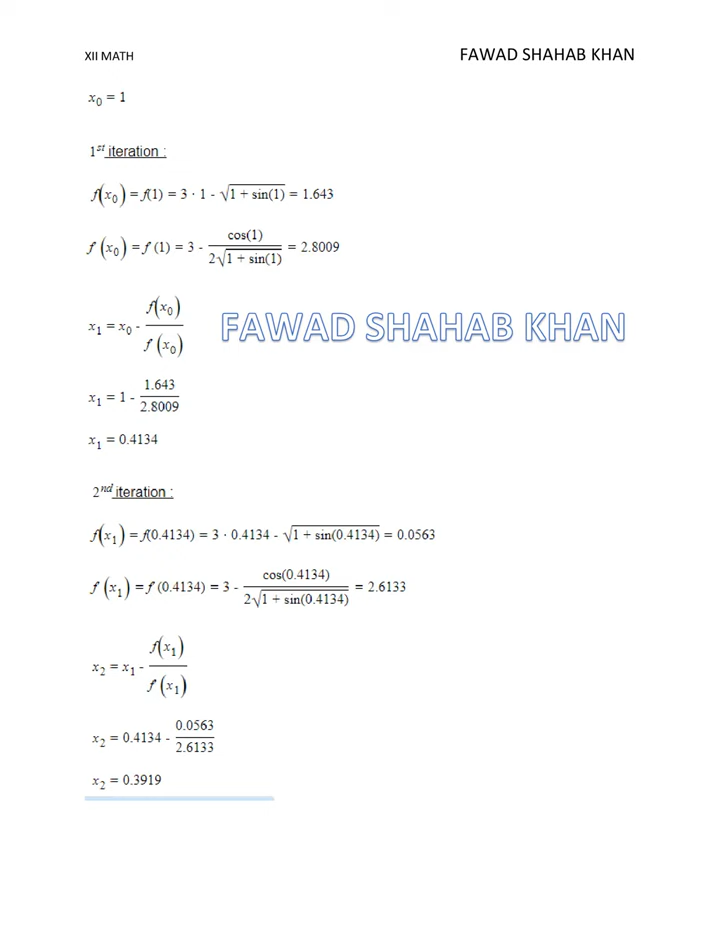 XII MATH FAWAD SHAHAB KHAN
x₀ = 1
1ˢᵗ iteration :
f(x₀) = f(1) = 3 · 1 - √(1 + sin(1)) = 1.643
f (x₀) = f (1) = 3 - cos(1) / (2√(1 + sin(1))) = 2.8009
x₁ = x₀ - f(x₀) / f (x₀)
FAWAD SHAHAB KHAN
x₁ = 1 - 1.643 / 2.8009
x₁ = 0.4134
2ⁿᵈ iteration :
f(x₁) = f(0.4134) = 3 · 0.4134 - √(1 + sin(0.4134)) = 0.0563
f (x₁) = f (0.4134) = 3 - cos(0.4134) / (2√(1 + sin(0.4134))) = 2.6133
x₂ = x₁ - f(x₁) / f (x₁)
x₂ = 0.4134 - 0.0563 / 2.6133
x₂ = 0.3919